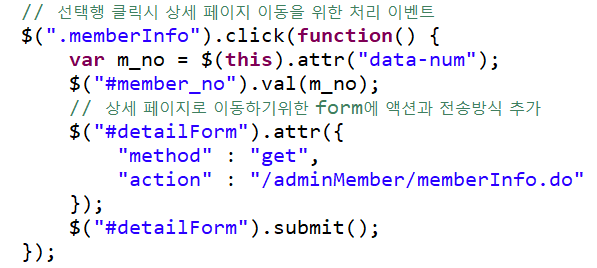 // 선택행 클릭시 상세 페이지 이동을 위한 처리 이벤트
$(".memberInfo").click(function() {
    var m_no = $(this).attr("data-num");
    $("#member_no").val(m_no);
    // 상세 페이지로 이동하기위한 form에 액션과 전송방식 추가
    $("#detailForm").attr({
        "method" : "get",
        "action" : "/adminMember/memberInfo.do"
    });
    $("#detailForm").submit();
});